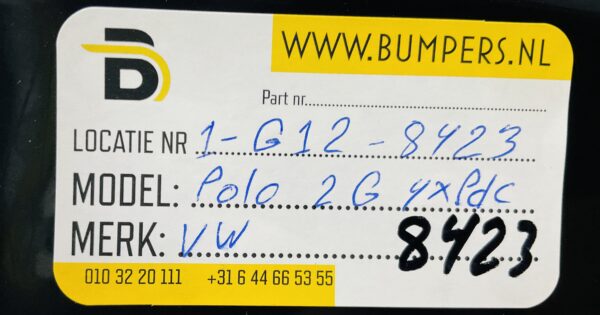 WWW.BUMPERS.NL
B
Part nr.
LOCATIE NR 1-G12-8423
MODEL: Polo 2G 4xPdc
MERK: VW 8423
010 32 20 111 +31 6 44 66 53 55